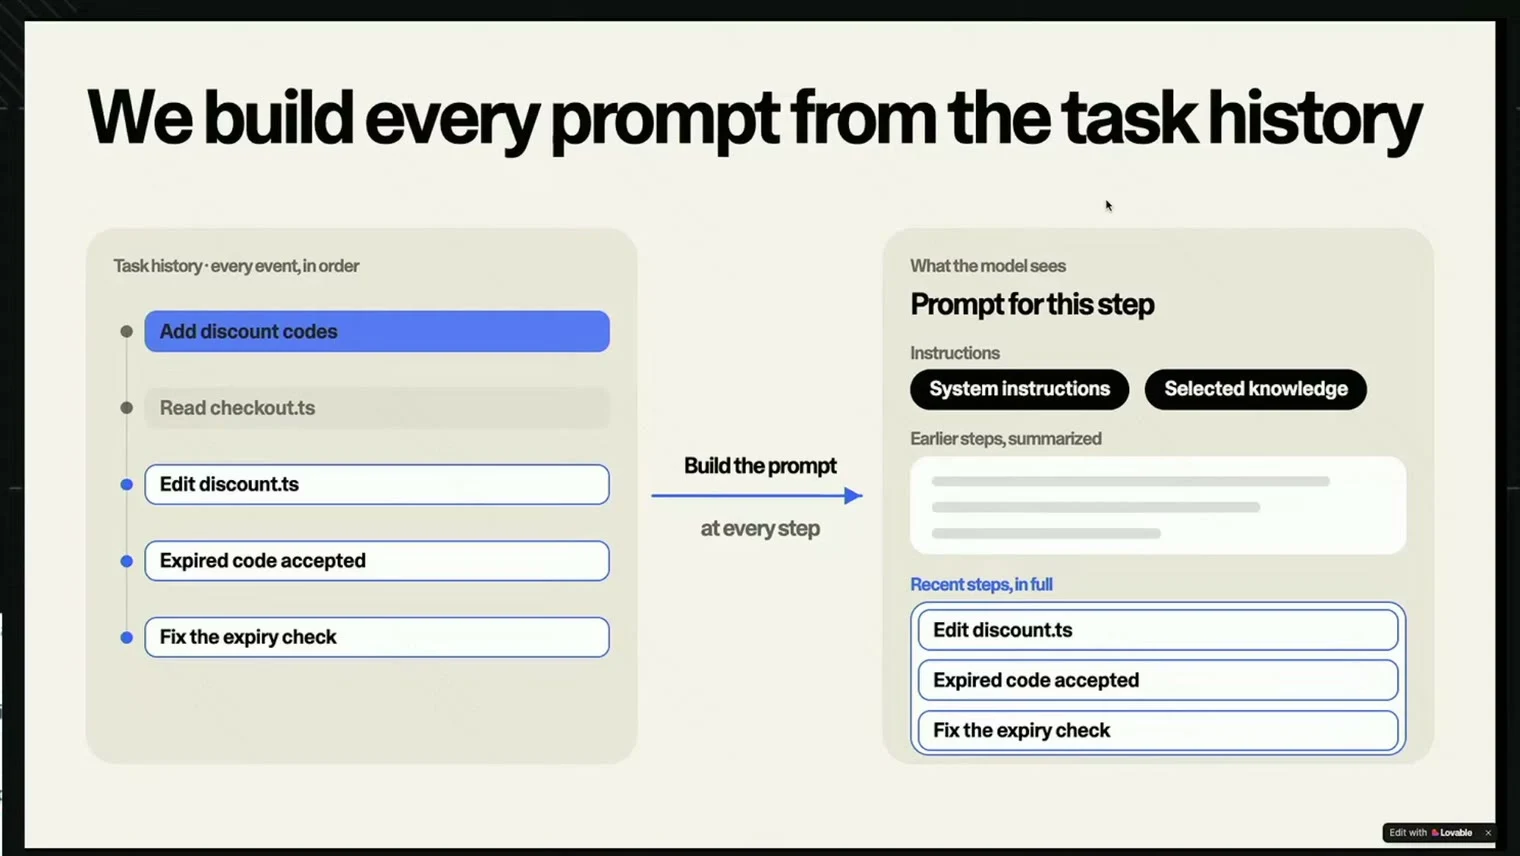 We build every prompt from the task history
Task history · every event, in order
Add discount codes
Read checkout.ts
Edit discount.ts
Expired code accepted
Fix the expiry check
Build the prompt
at every step
What the model sees
Prompt for this step
Instructions
System instructions
Selected knowledge
Earlier steps, summarized
Recent steps, in full
Edit discount.ts
Expired code accepted
Fix the expiry check
Edit with Lovable ×